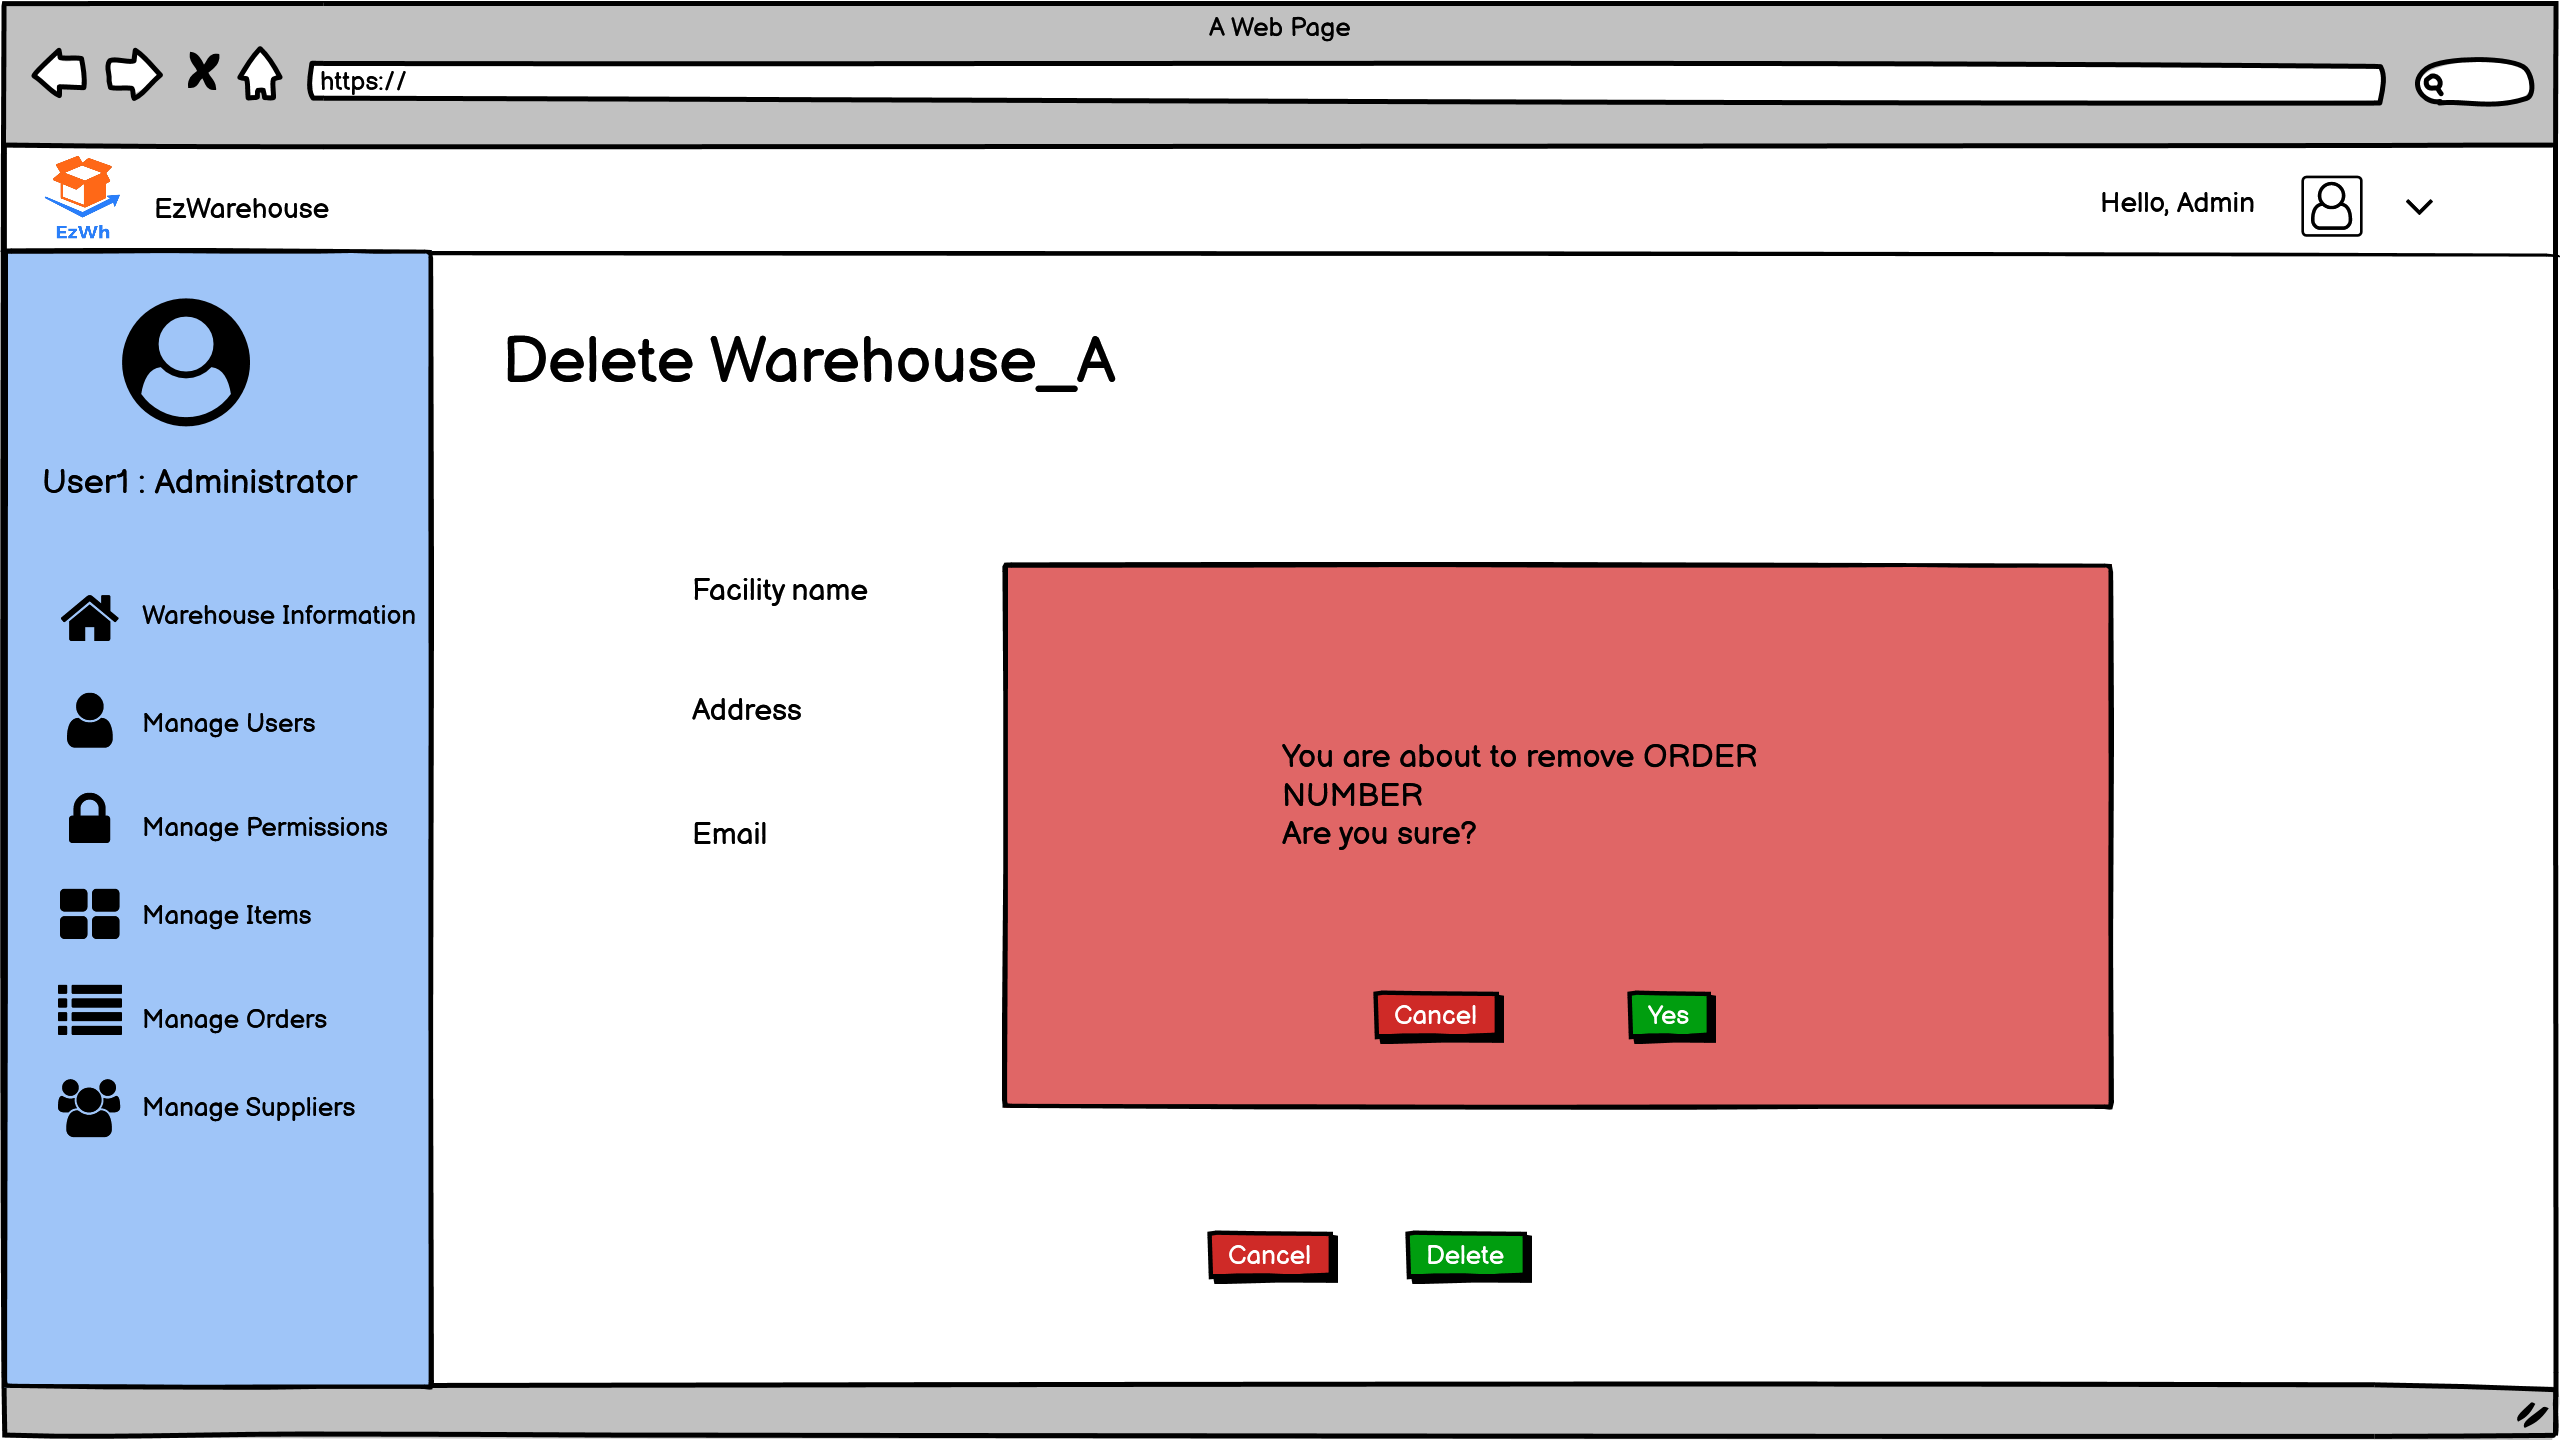 A Web Page
https://
EzWh
EzWarehouse
Hello, Admin
Delete Warehouse_A
User1 : Administrator
Warehouse Information
Manage Users
Manage Permissions
Manage Items
Manage Orders
Manage Suppliers
Facility name
Address
Email
You are about to remove ORDER
NUMBER
Are you sure?
Cancel
Yes
Cancel
Delete